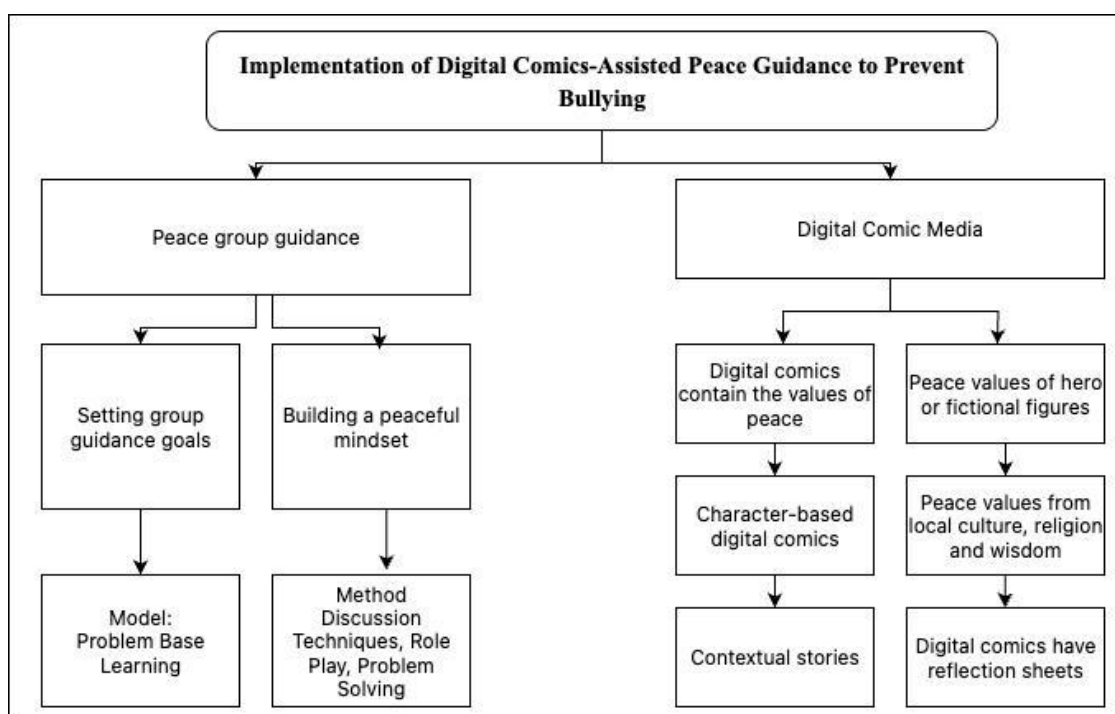 Implementation of Digital Comics-Assisted Peace Guidance to Prevent
Bullying
Peace group guidance
Digital Comic Media
Setting group
guidance goals
Building a peaceful
mindset
Digital comics
contain the values of
peace
Peace values of hero
or fictional figures
Character-based
digital comics
Peace values from
local culture, religion
and wisdom
Model:
Problem Base
Learning
Method
Discussion
Techniques, Role
Play, Problem
Solving
Contextual stories
Digital comics have
reflection sheets